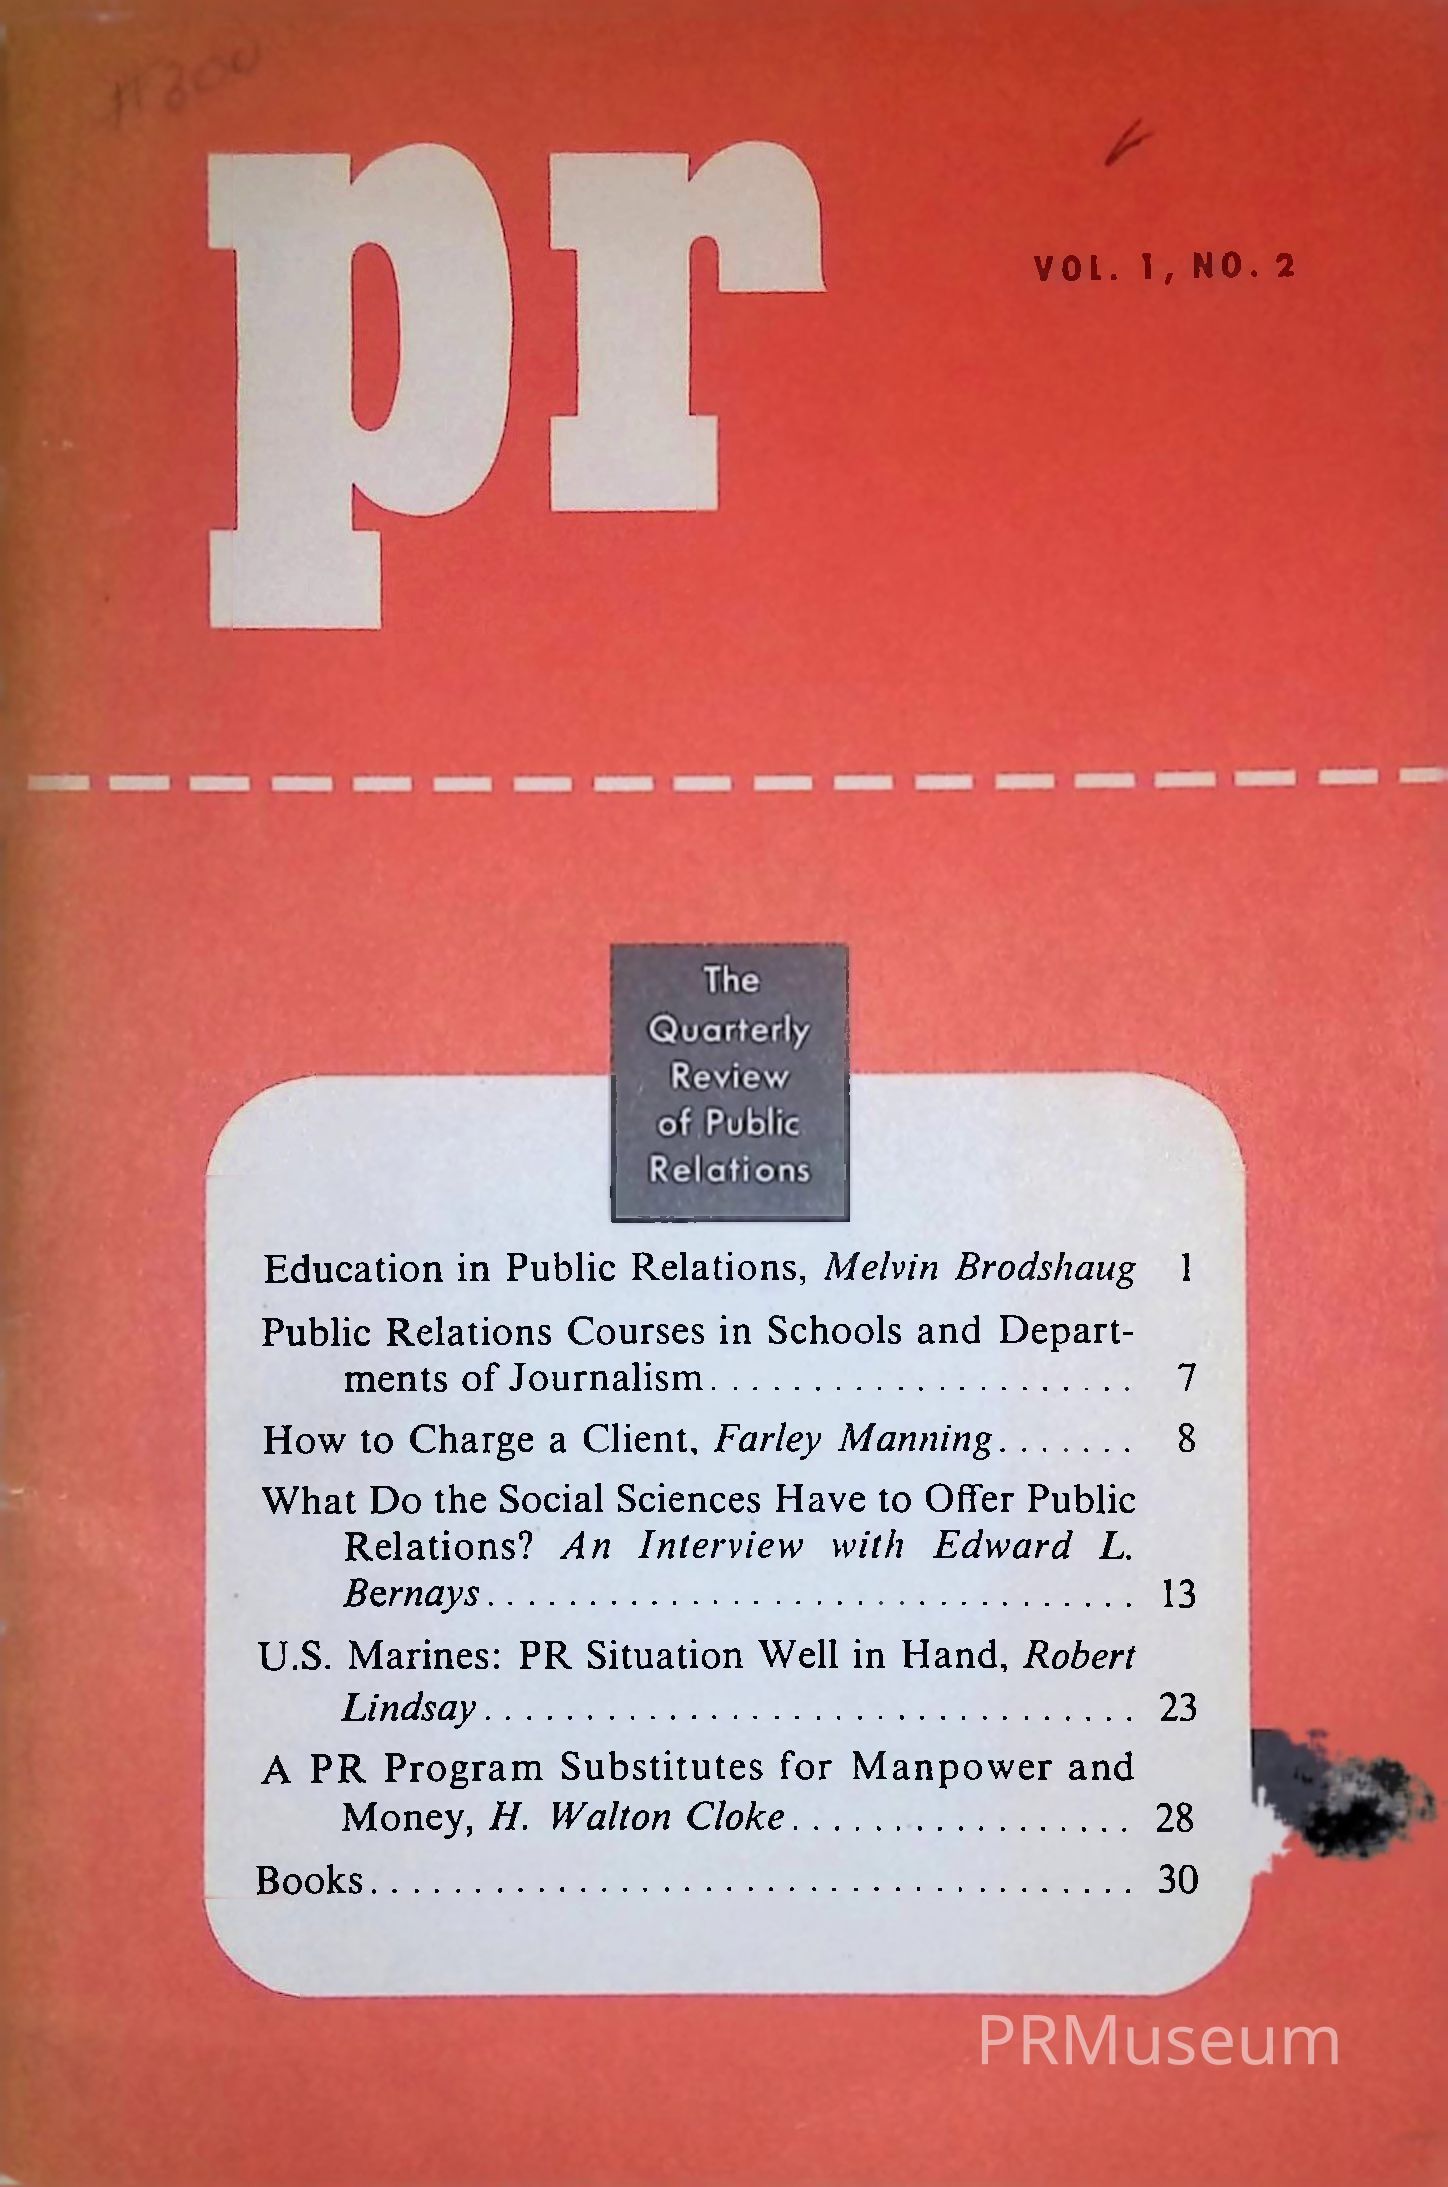 pr
VOL. 1, NO. 2
The
Quarterly
Review
of Public
Relations
Education in Public Relations, Melvin Brodshaug 1
Public Relations Courses in Schools and Depart-
ments of Journalism..................... 7
How to Charge a Client, Farley Manning....... 8
What Do the Social Sciences Have to Offer Public
Relations? An Interview with Edward L.
Bernays................................ 13
U.S. Marines: PR Situation Well in Hand, Robert
Lindsay................................ 23
A PR Program Substitutes for Manpower and
Money, H. Walton Cloke................. 28
Books...................................... 30
PRMuseum